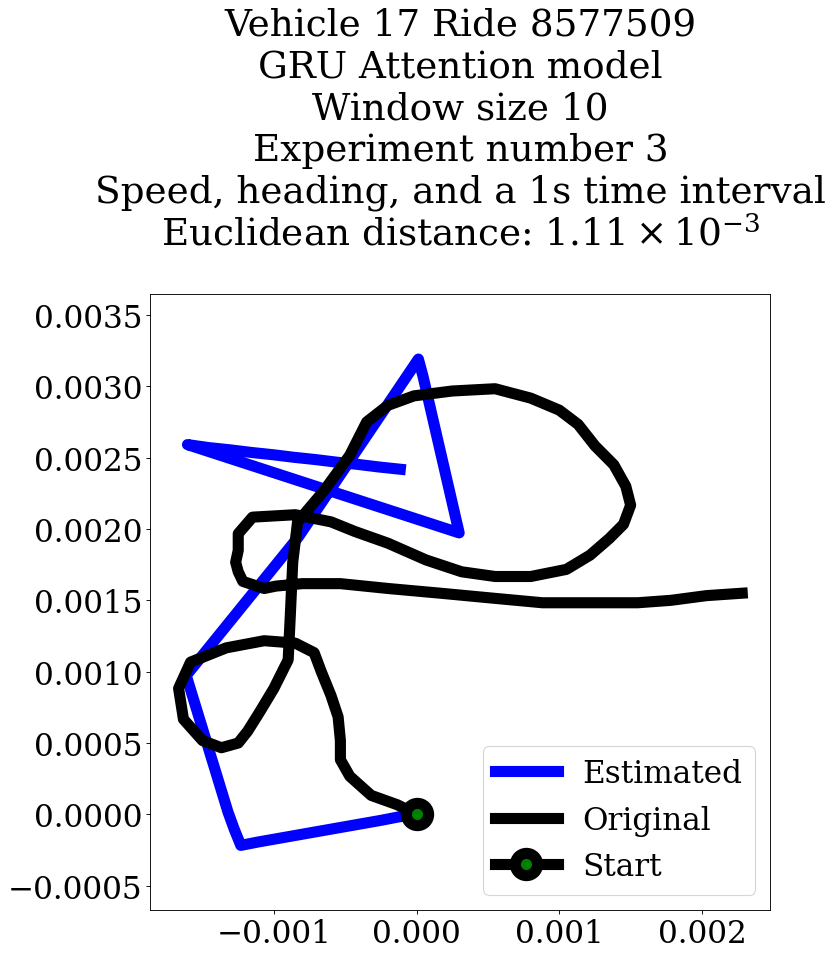 Vehicle 17 Ride 8577509
GRU Attention model
Window size 10
Experiment number 3
Speed, heading, and a 1s time interval
Euclidean distance: 1.11 × 10⁻³
0.0035
0.0030
0.0025
0.0020
0.0015
0.0010
0.0005
0.0000
−0.0005
Estimated
Original
Start
−0.001 0.000 0.001 0.002